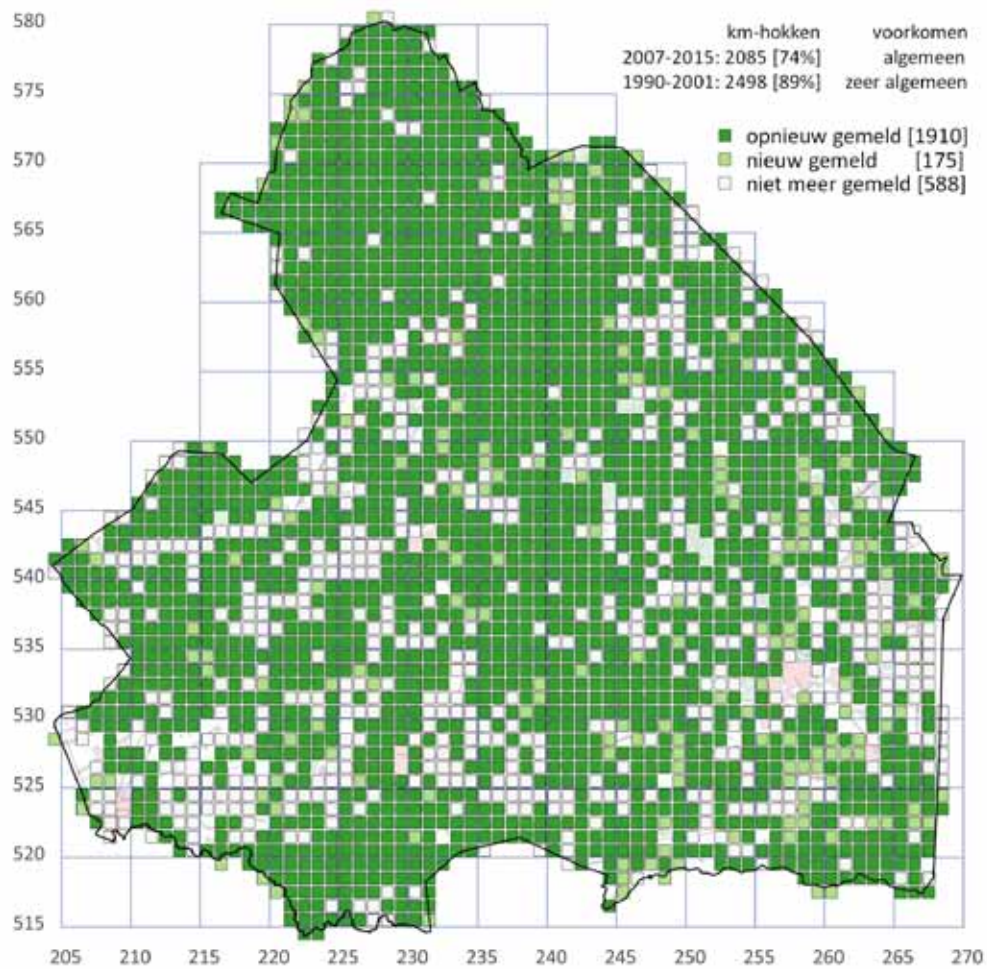 km-hokken voorkomen
2007-2015: 2085 [74%] algemeen
1990-2001: 2498 [89%] zeer algemeen
opnieuw gemeld [1910]
nieuw gemeld [175]
niet meer gemeld [588]
580
575
570
565
560
555
550
545
540
535
530
525
520
515
205 210 215 220 225 230 235 240 245 250 255 260 265 270